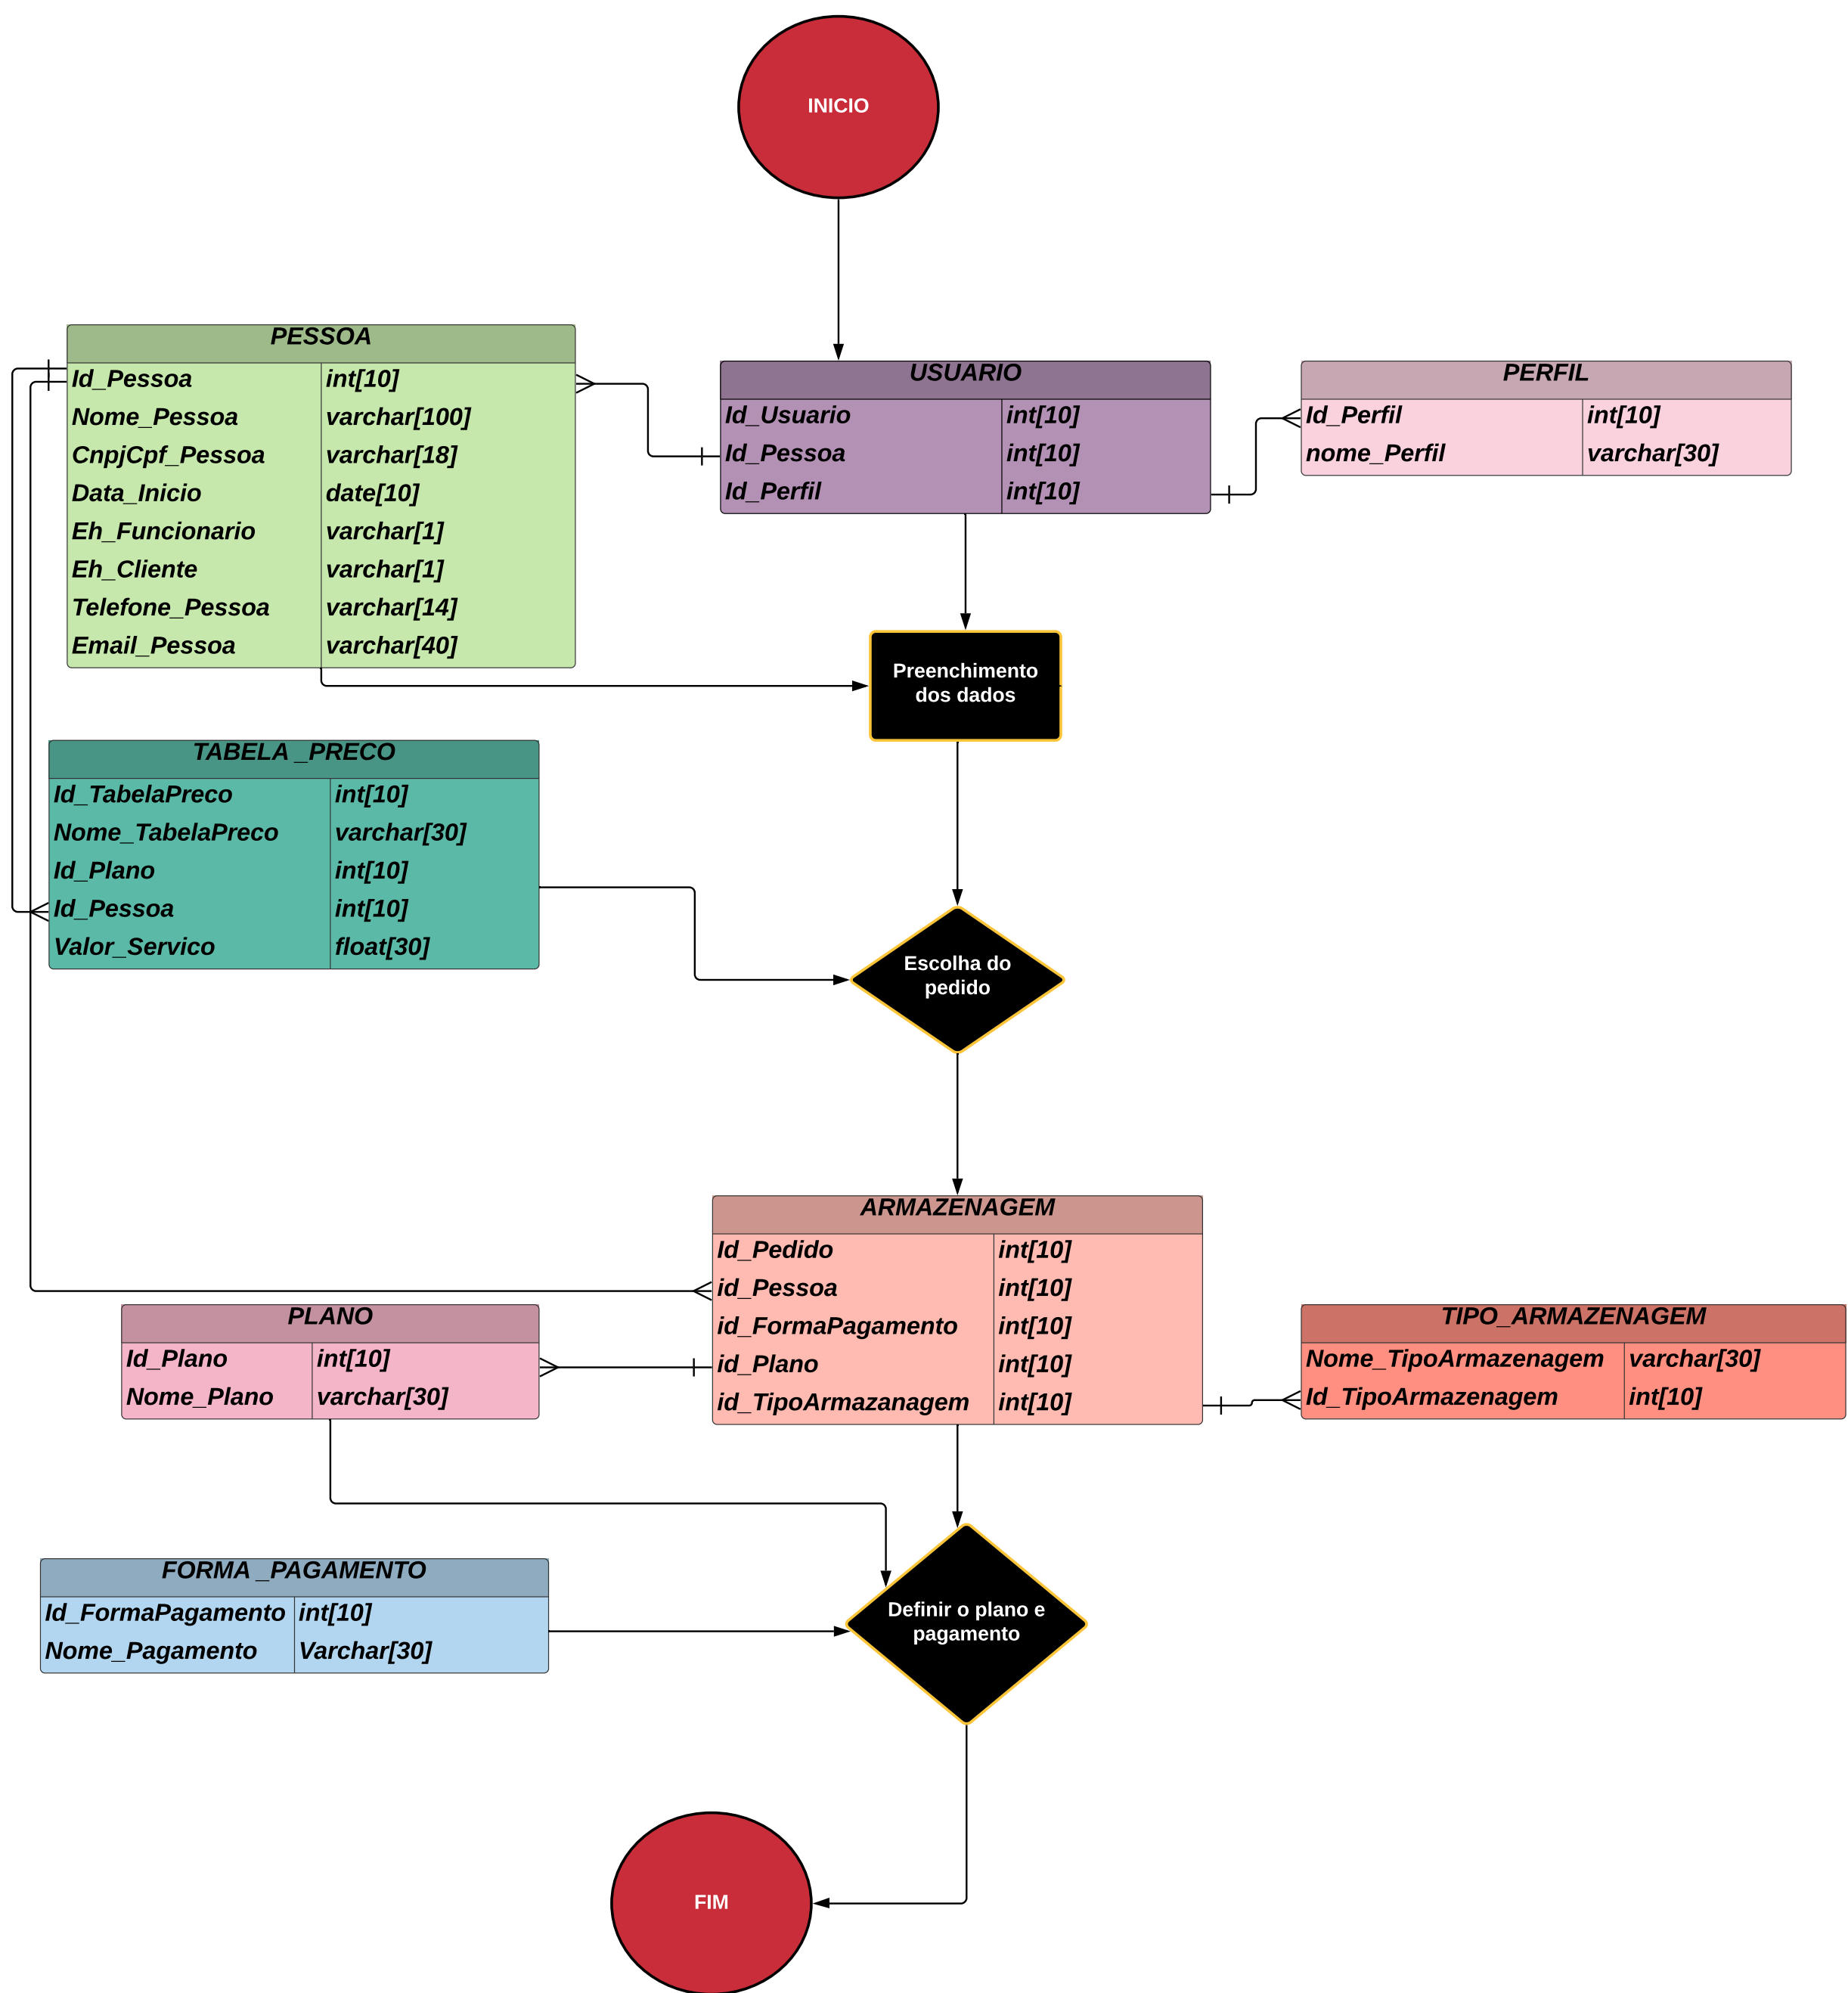 INICIO
PESSOA
Id_Pessoa int[10]
Nome_Pessoa varchar[100]
CnpjCpf_Pessoa varchar[18]
Data_Inicio date[10]
Eh_Funcionario varchar[1]
Eh_Cliente varchar[1]
Telefone_Pessoa varchar[14]
Email_Pessoa varchar[40]
USUARIO
Id_Usuario int[10]
Id_Pessoa int[10]
Id_Perfil int[10]
PERFIL
Id_Perfil int[10]
nome_Perfil varchar[30]
Preenchimento
dos dados
TABELA _PRECO
Id_TabelaPreco int[10]
Nome_TabelaPreco varchar[30]
Id_Plano int[10]
Id_Pessoa int[10]
Valor_Servico float[30]
Escolha do
pedido
ARMAZENAGEM
Id_Pedido int[10]
id_Pessoa int[10]
id_FormaPagamento int[10]
id_Plano int[10]
id_TipoArmazanagem int[10]
PLANO
Id_Plano int[10]
Nome_Plano varchar[30]
TIPO_ARMAZENAGEM
Nome_TipoArmazenagem varchar[30]
Id_TipoArmazenagem int[10]
FORMA _PAGAMENTO
Id_FormaPagamento int[10]
Nome_Pagamento Varchar[30]
Definir o plano e
pagamento
FIM